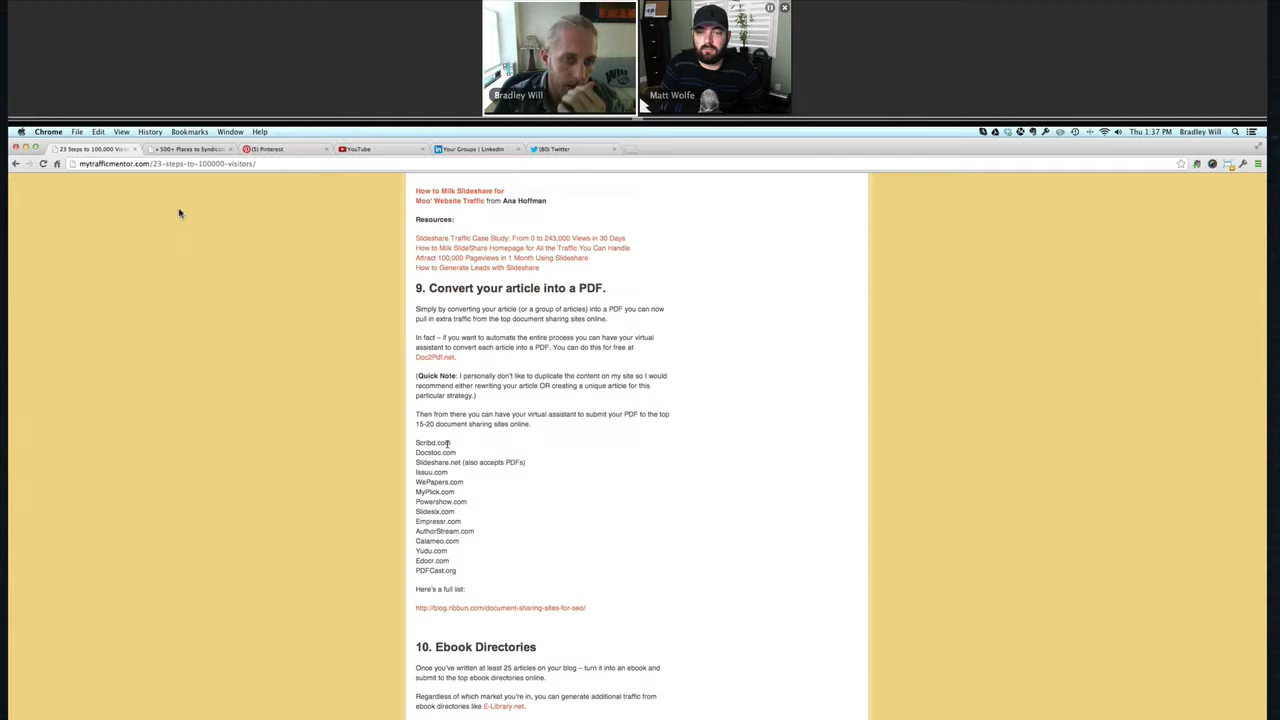 Bradley Will
Matt Wolfe
Chrome File Edit View History Bookmarks Window Help
Thu 1:37 PM Bradley Will
23 Steps to 100,000 Visi
+ 500+ Places to Syndicate
(5) Pinterest
YouTube
Your Groups | LinkedIn
(80) Twitter
mytrafficmentor.com/23-steps-to-100000-visitors/
How to Milk Slideshare for
Moo' Website Traffic from Ana Hoffman
Resources:
Slideshare Traffic Case Study: From 0 to 243,000 Views in 30 Days
How to Milk SlideShare Homepage for All the Traffic You Can Handle
Attract 100,000 Pageviews in 1 Month Using Slideshare
How to Generate Leads with Slideshare
9. Convert your article into a PDF.
Simply by converting your article (or a group of articles) into a PDF you can now
pull in extra traffic from the top document sharing sites online.
In fact – if you want to automate the entire process you can have your virtual
assistant to convert each article into a PDF. You can do this for free at
Doc2Pdf.net.
(Quick Note: I personally don't like to duplicate the content on my site so I would
recommend either rewriting your article OR creating a unique article for this
particular strategy.)
Then from there you can have your virtual assistant to submit your PDF to the top
15-20 document sharing sites online.
Scribd.com
Docstoc.com
Slideshare.net (also accepts PDFs)
Issuu.com
WePapers.com
MyPlick.com
Powershow.com
Slidesix.com
Empressr.com
AuthorStream.com
Calameo.com
Yudu.com
Edocr.com
PDFCast.org
Here's a full list:
http://blog.ribbun.com/document-sharing-sites-for-seo/
10. Ebook Directories
Once you've written at least 25 articles on your blog – turn it into an ebook and
submit to the top ebook directories online.
Regardless of which market you're in, you can generate additional traffic from
ebook directories like E-Library.net.